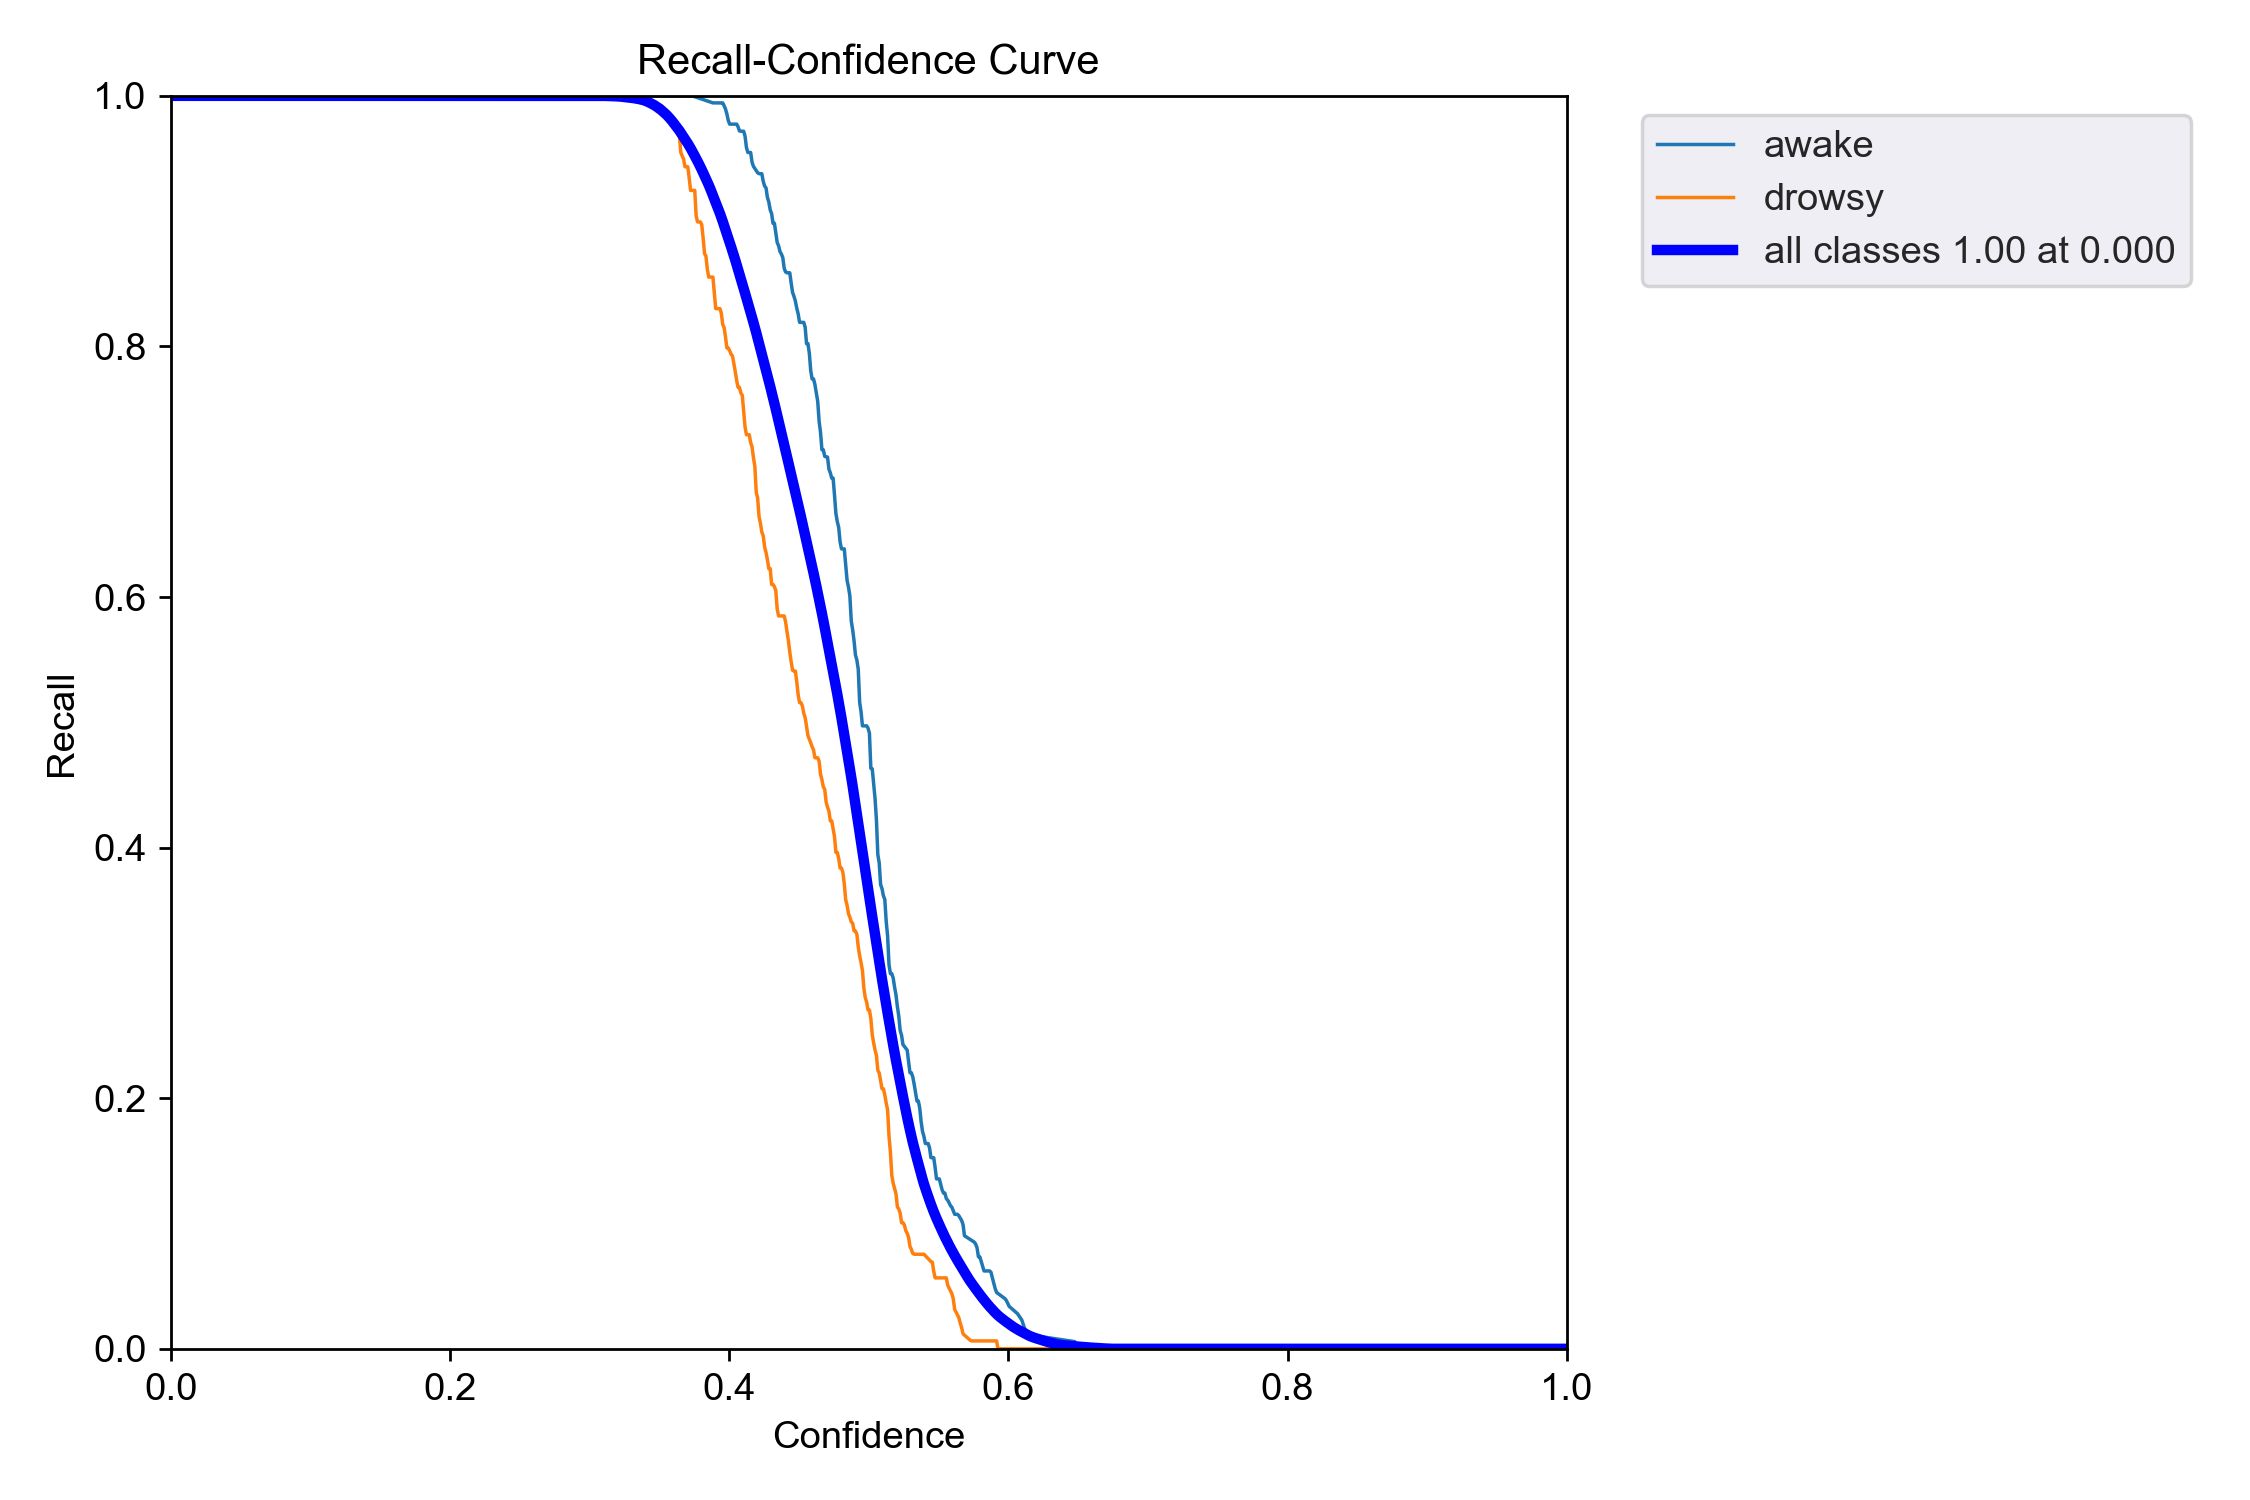 Recall-Confidence Curve
1.0
0.8
0.6
0.4
0.2
0.0
Recall
0.0 0.2 0.4 0.6 0.8 1.0
Confidence
awake
drowsy
all classes 1.00 at 0.000